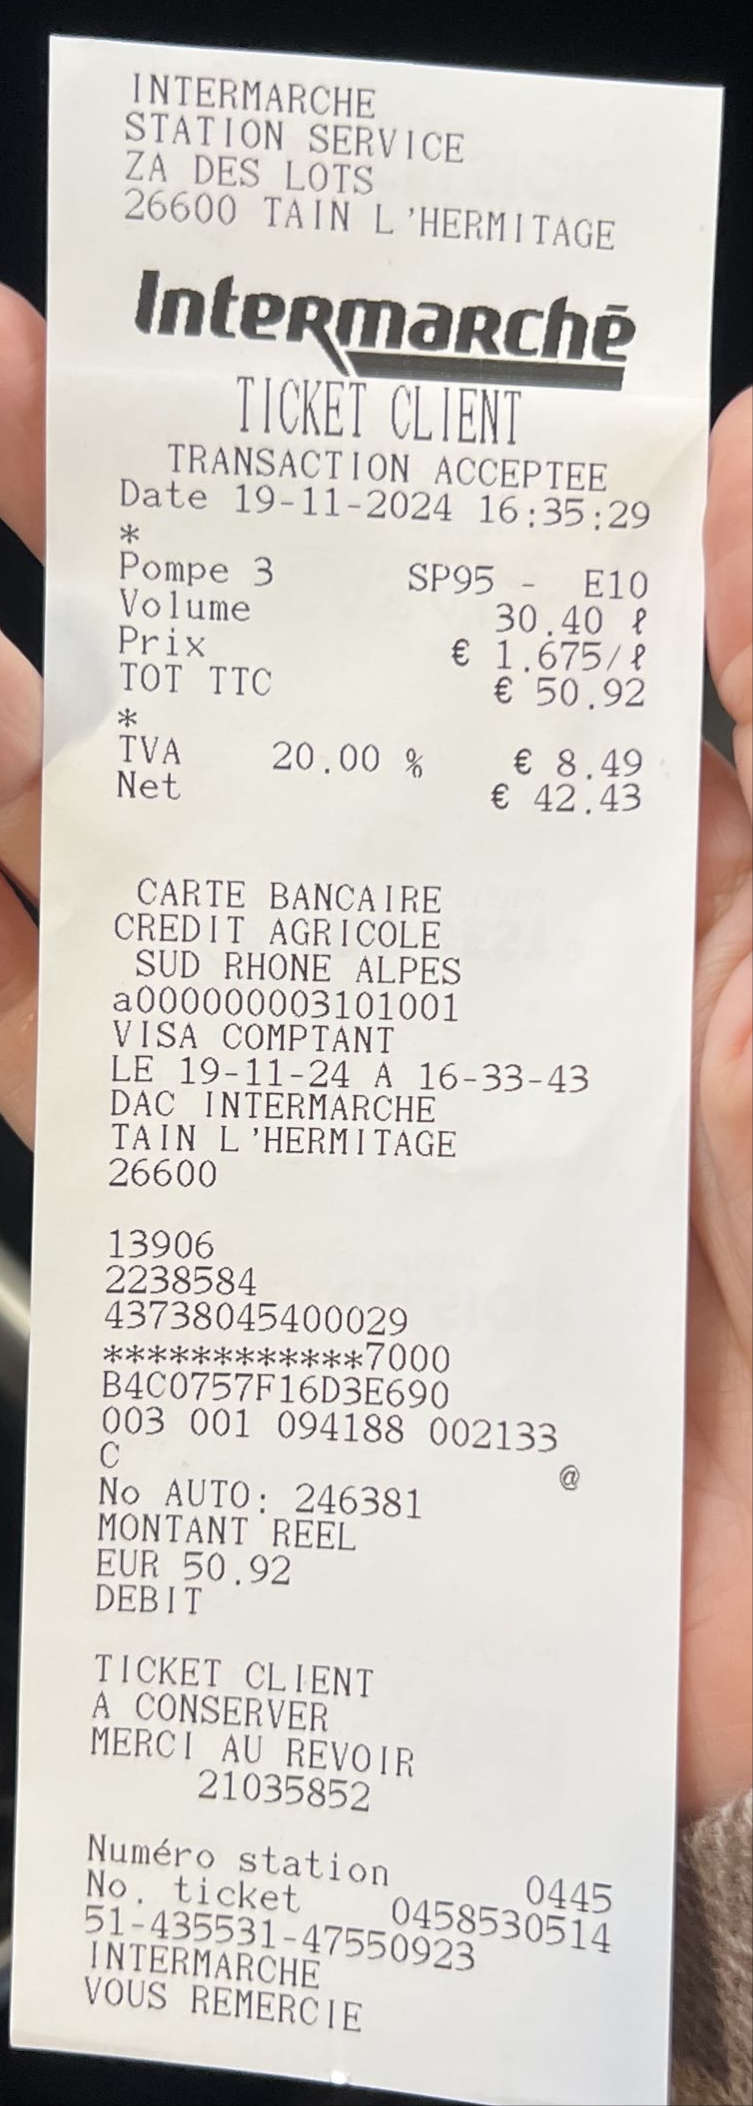 INTERMARCHE
STATION SERVICE
ZA DES LOTS
26600 TAIN L'HERMITAGE
Intermarché
TICKET CLIENT
TRANSACTION ACCEPTEE
Date 19-11-2024 16:35:29
*
Pompe 3 SP95 - E10
Volume 30.40 ℓ
Prix € 1.675/ℓ
TOT TTC € 50.92
*
TVA 20.00 % € 8.49
Net € 42.43
CARTE BANCAIRE
CREDIT AGRICOLE
SUD RHONE ALPES
a0000000003101001
VISA COMPTANT
LE 19-11-24 A 16-33-43
DAC INTERMARCHE
TAIN L'HERMITAGE
26600
13906
2238584
43738045400029
************7000
B4C0757F16D3E690
003 001 094188 002133
C @
No AUTO: 246381
MONTANT REEL
EUR 50.92
DEBIT
TICKET CLIENT
A CONSERVER
MERCI AU REVOIR
21035852
Numéro station 0445
No. ticket 0458530514
51-435531-47550923
INTERMARCHE
VOUS REMERCIE